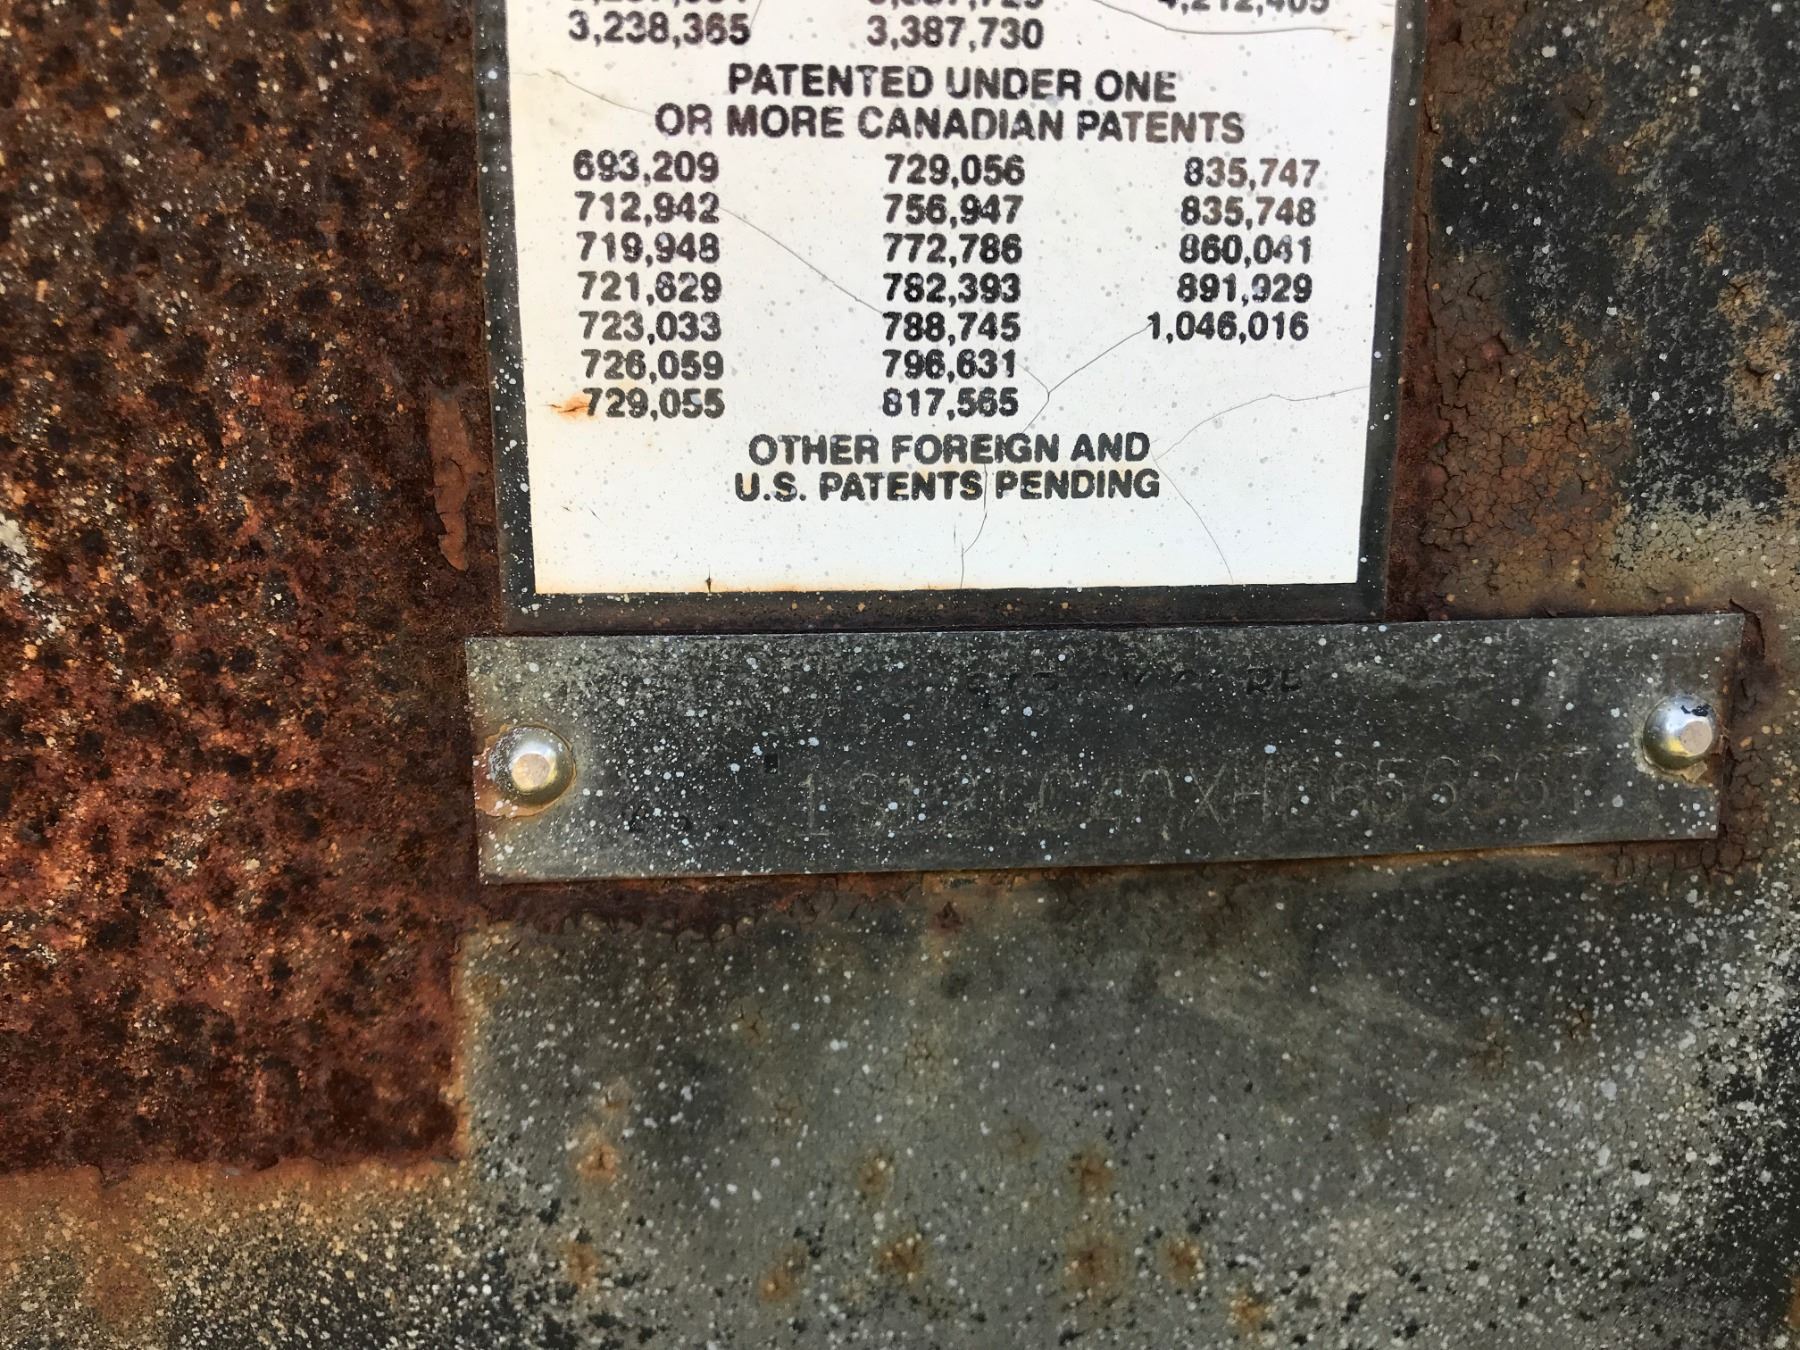 3,238,365 3,387,730
PATENTED UNDER ONE
OR MORE CANADIAN PATENTS
693,209 729,056 835,747
712,942 756,947 835,748
719,948 772,786 860,041
721,629 782,393 891,929
723,033 788,745 1,046,016
726,059 796,631
729,055 817,565
OTHER FOREIGN AND
U.S. PATENTS PENDING